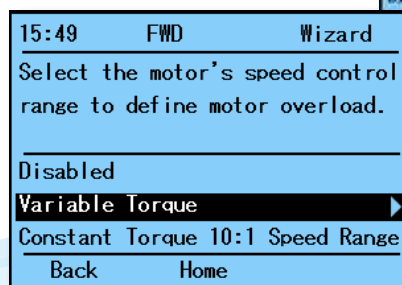 15:49 FWD Wizard
Select the motor's speed control
range to define motor overload.
Disabled
Variable Torque
Constant Torque 10:1 Speed Range
Back Home